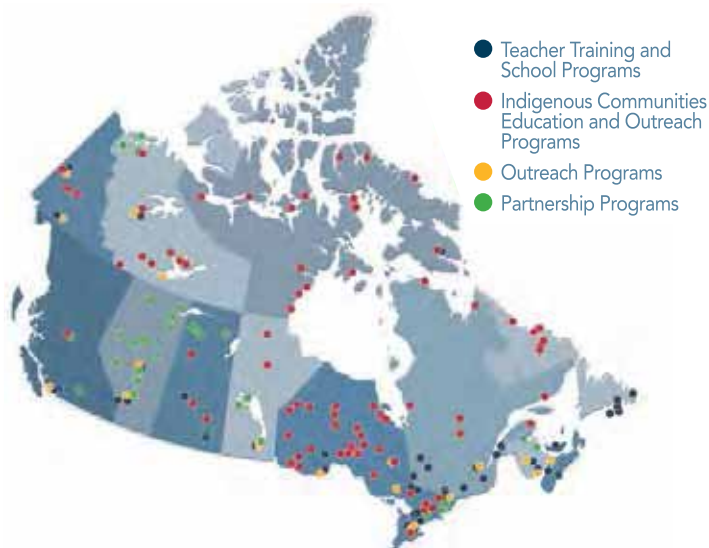 Teacher Training and
School Programs
Indigenous Communities
Education and Outreach
Programs
Outreach Programs
Partnership Programs